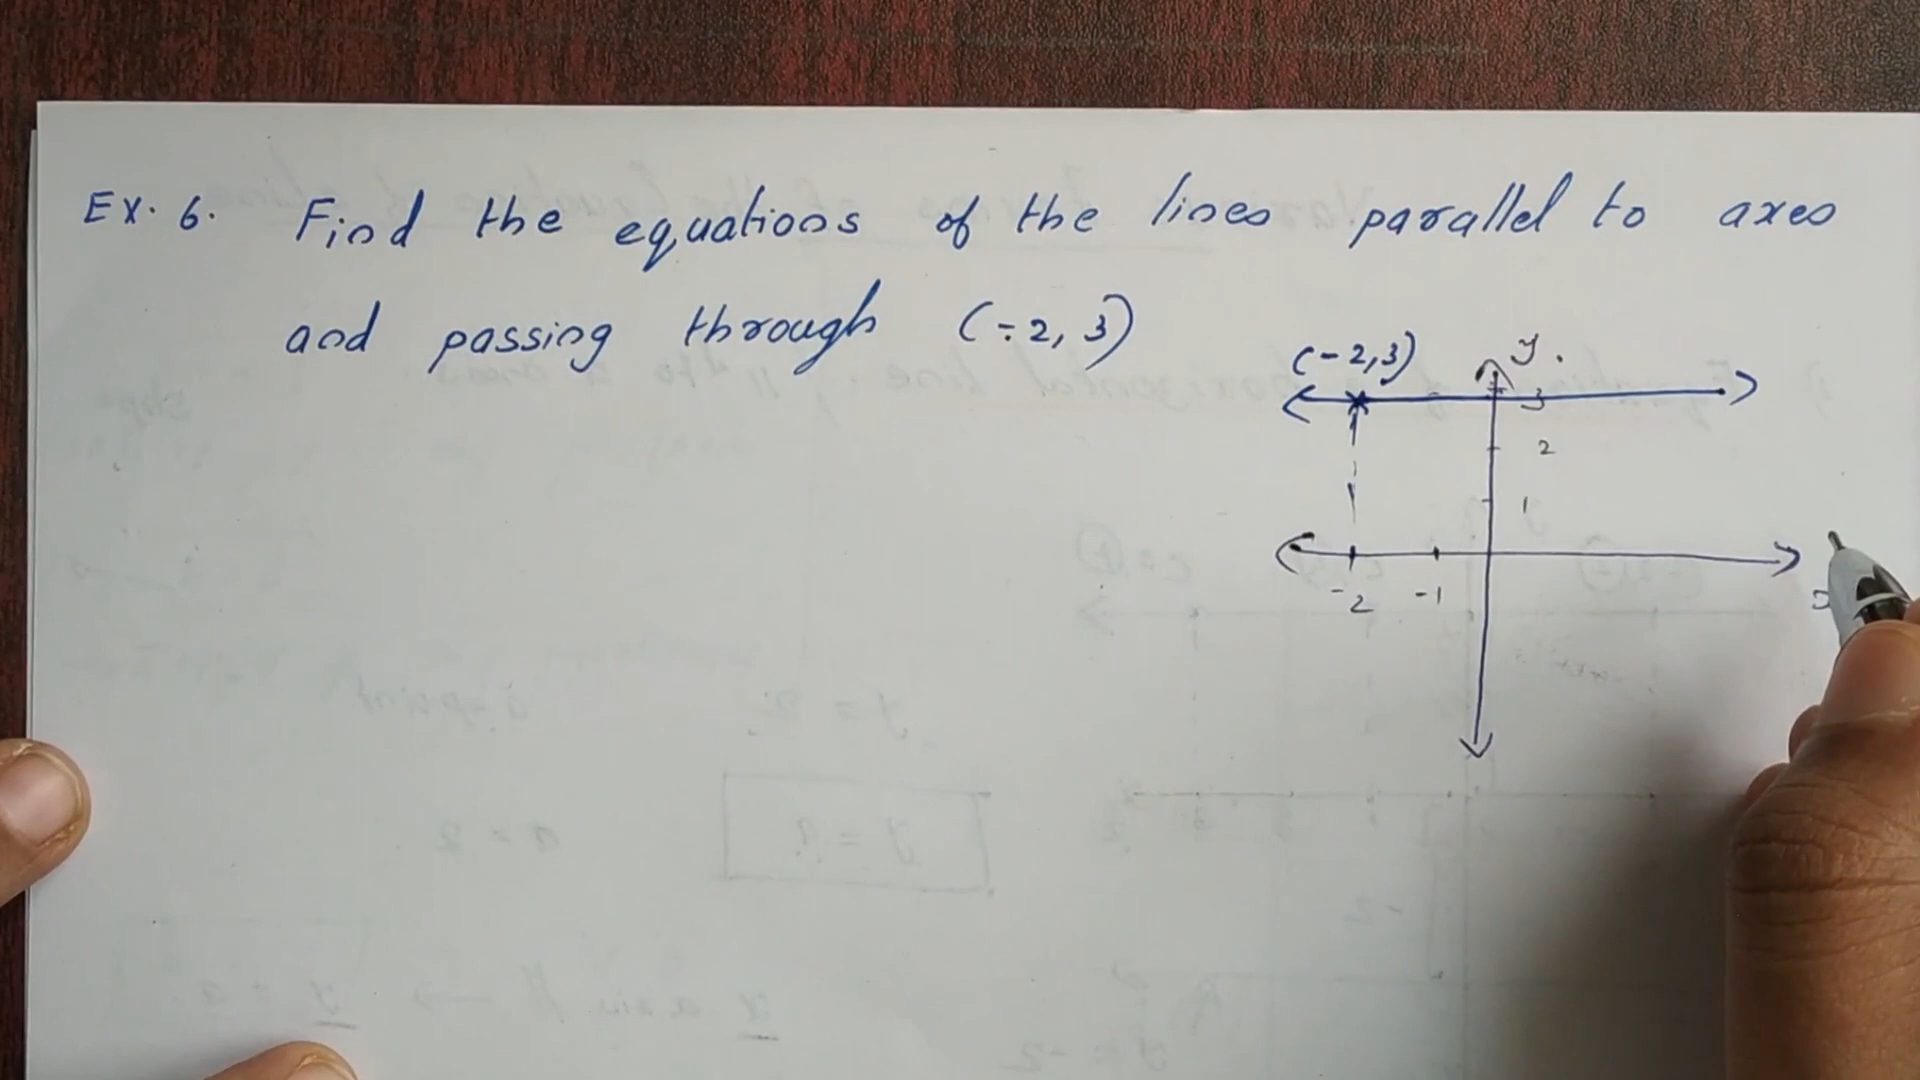 Ex. 6. Find the equations of the lines parallel to axes
and passing through (-2, 3)
(-2,3) y
3
2
1
-2 -1